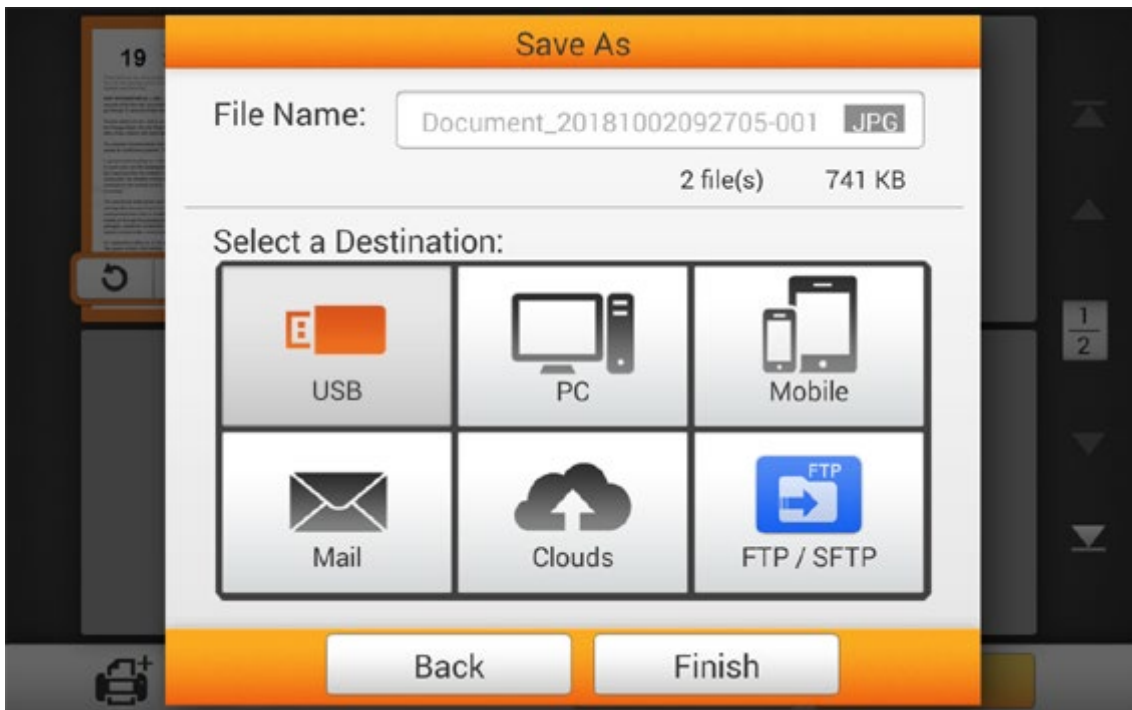 Save As
19
File Name:
Document_20181002092705-001 JPG
2 file(s) 741 KB
Select a Destination:
USB PC Mobile
1
2
FTP
Mail Clouds FTP / SFTP
Back Finish